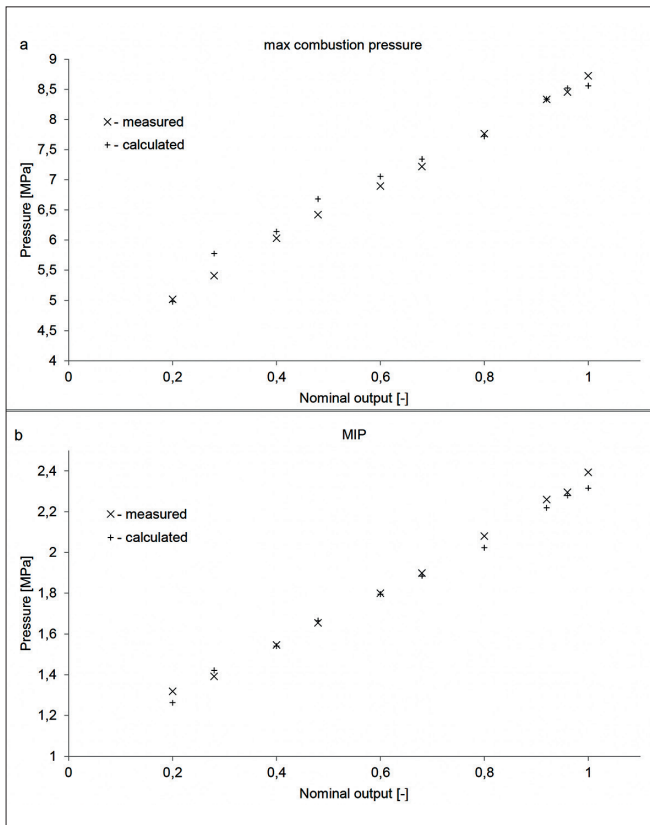 a
max combustion pressure
9
8,5
8
7,5
7
6,5
6
5,5
5
4,5
4
Pressure [MPa]
× - measured
+ - calculated
0 0,2 0,4 0,6 0,8 1
Nominal output [-]
b
MIP
2,4
2,2
2
1,8
1,6
1,4
1,2
1
Pressure [MPa]
× - measured
+ - calculated
0 0,2 0,4 0,6 0,8 1
Nominal output [-]